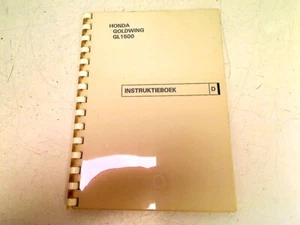 HONDA
GOLDWING
GL1500
INSTRUKTIEBOEK
D